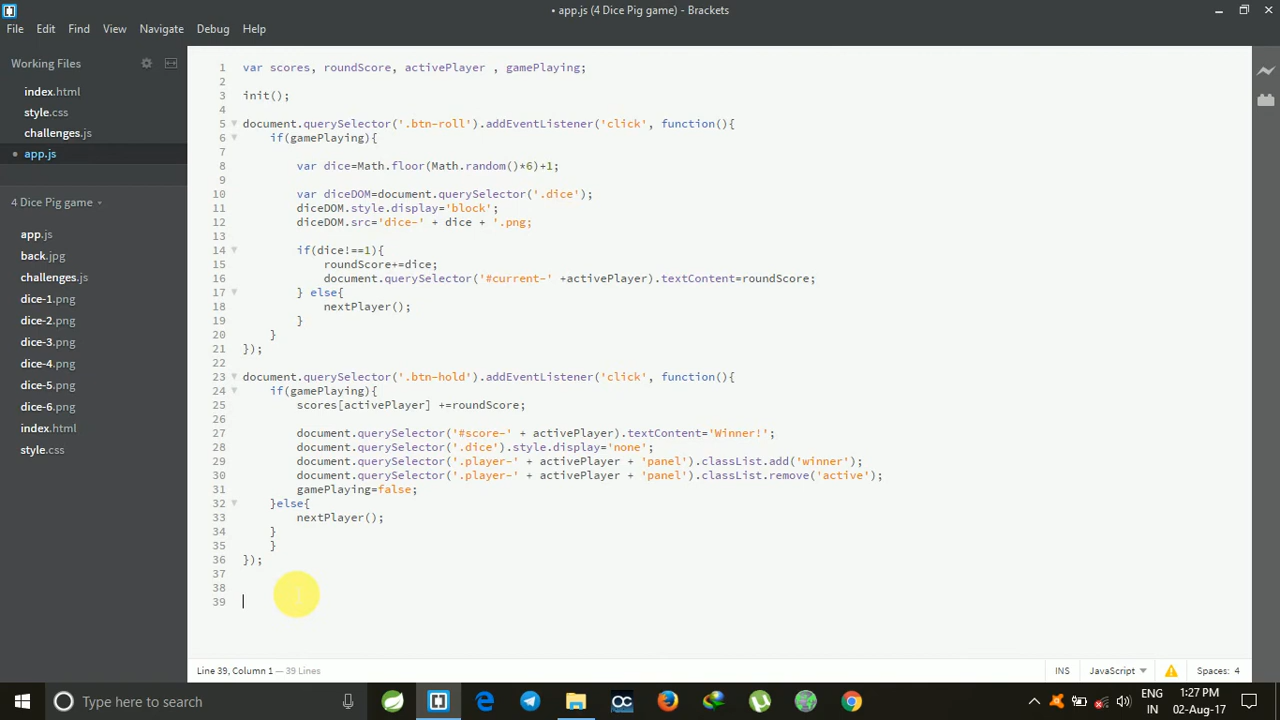 • app.js (4 Dice Pig game) - Brackets
File Edit Find View Navigate Debug Help
Working Files
index.html
style.css
challenges.js
• app.js
4 Dice Pig game
app.js
back.jpg
challenges.js
dice-1.png
dice-2.png
dice-3.png
dice-4.png
dice-5.png
dice-6.png
index.html
style.css
1 var scores, roundScore, activePlayer , gamePlaying;
2
3 init();
4
5 document.querySelector('.btn-roll').addEventListener('click', function(){
6 if(gamePlaying){
7
8 var dice=Math.floor(Math.random()*6)+1;
9
10 var diceDOM=document.querySelector('.dice');
11 diceDOM.style.display='block';
12 diceDOM.src='dice-' + dice + '.png;
13
14 if(dice!==1){
15 roundScore+=dice;
16 document.querySelector('#current-' +activePlayer).textContent=roundScore;
17 } else{
18 nextPlayer();
19 }
20 }
21 });
22
23 document.querySelector('.btn-hold').addEventListener('click', function(){
24 if(gamePlaying){
25 scores[activePlayer] +=roundScore;
26
27 document.querySelector('#score-' + activePlayer).textContent='Winner!';
28 document.querySelector('.dice').style.display='none';
29 document.querySelector('.player-' + activePlayer + 'panel').classList.add('winner');
30 document.querySelector('.player-' + activePlayer + 'panel').classList.remove('active');
31 gamePlaying=false;
32 }else{
33 nextPlayer();
34 }
35 }
36 });
37
38
39
Line 39, Column 1 — 39 Lines
INS JavaScript Spaces: 4
Type here to search
ENG
IN
1:27 PM
02-Aug-17